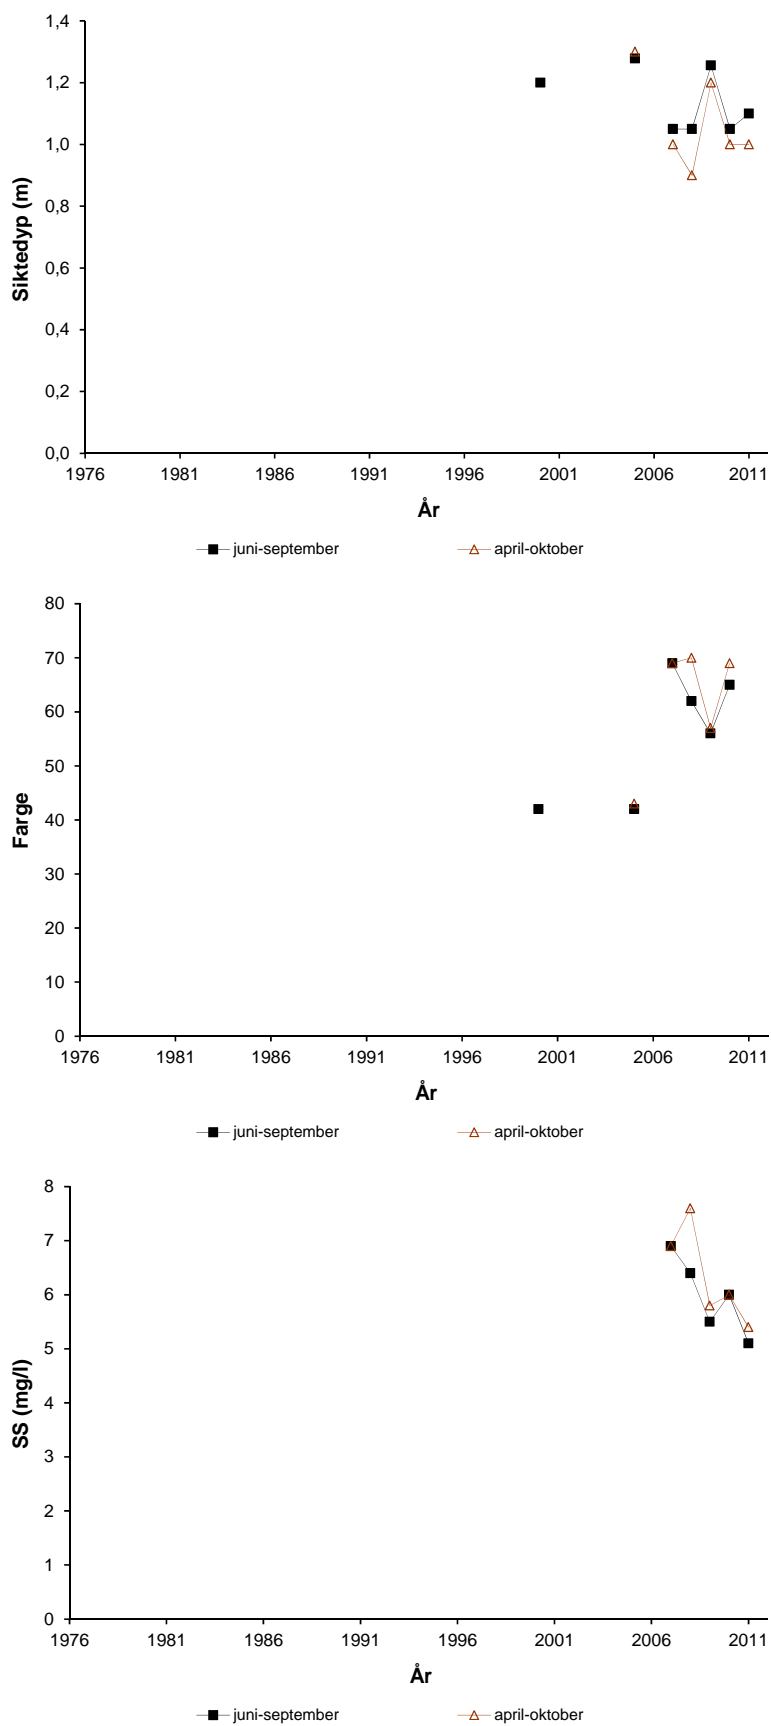 1,4
1,2
1,0
0,8
0,6
0,4
0,2
0,0
Siktedyp (m)
1976 1981 1986 1991 1996 2001 2006 2011
År
juni-september april-oktober
80
70
60
50
40
30
20
10
0
Farge
1976 1981 1986 1991 1996 2001 2006 2011
År
juni-september april-oktober
8
7
6
5
4
3
2
1
0
SS (mg/l)
1976 1981 1986 1991 1996 2001 2006 2011
År
juni-september april-oktober